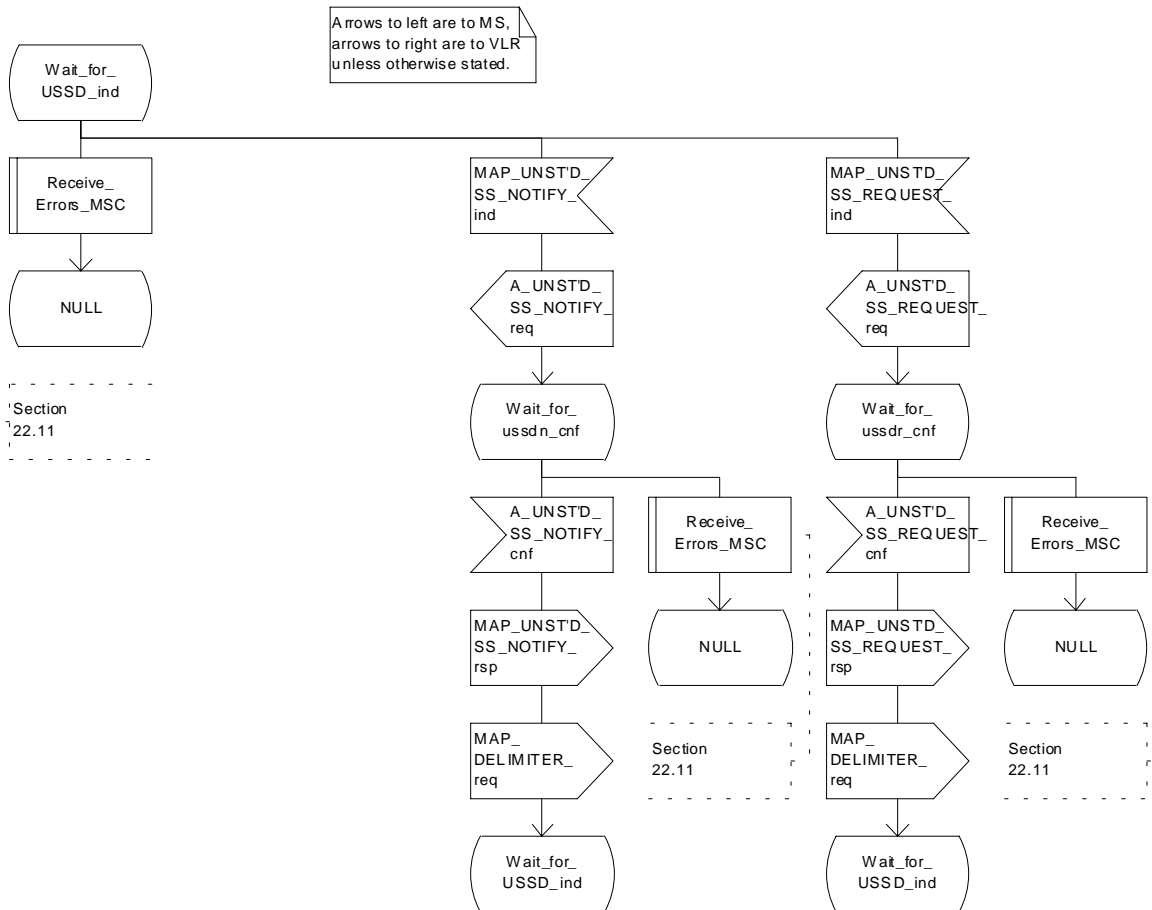 Arrows to left are to MS,
arrows to right are to VLR
unless otherwise stated.
Wait_for_
USSD_ind
Receive_
Errors_MSC
NULL
Section
22.11
MAP_UNST'D_
SS_NOTIFY_
ind
A_UNST'D_
SS_NOTIFY_
req
Wait_for_
ussdn_cnf
A_UNST'D_
SS_NOTIFY_
cnf
Receive_
Errors_MSC
MAP_UNST'D_
SS_NOTIFY_
rsp
NULL
MAP_
DELIMITER_
req
Section
22.11
Wait_for_
USSD_ind
MAP_UNST'D_
SS_REQUEST_
ind
A_UNST'D_
SS_REQUEST_
req
Wait_for_
ussdr_cnf
A_UNST'D_
SS_REQUEST_
cnf
Receive_
Errors_MSC
MAP_UNST'D_
SS_REQUEST_
rsp
NULL
MAP_
DELIMITER_
req
Section
22.11
Wait_for_
USSD_ind